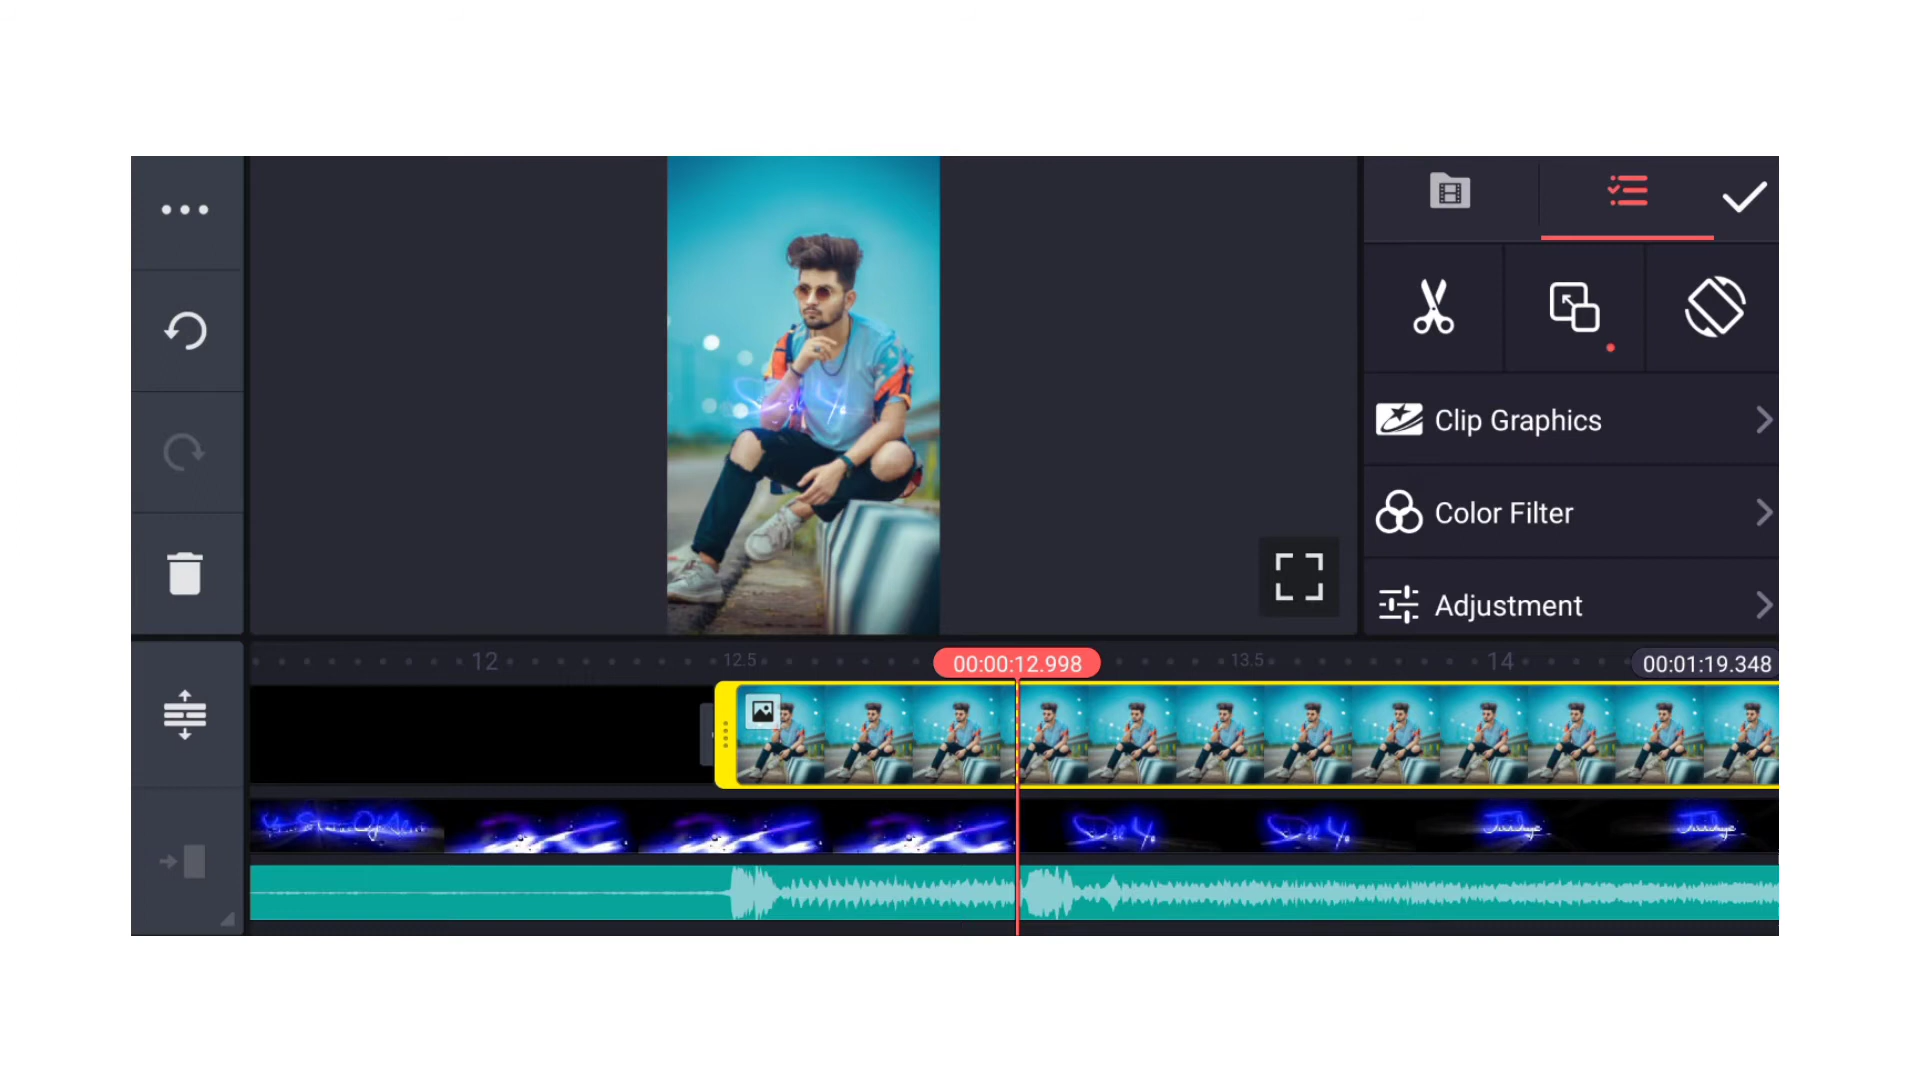 Clip Graphics
Color Filter
Adjustment
12
12.5
00:00:12.998
13.5
14
00:01:19.348